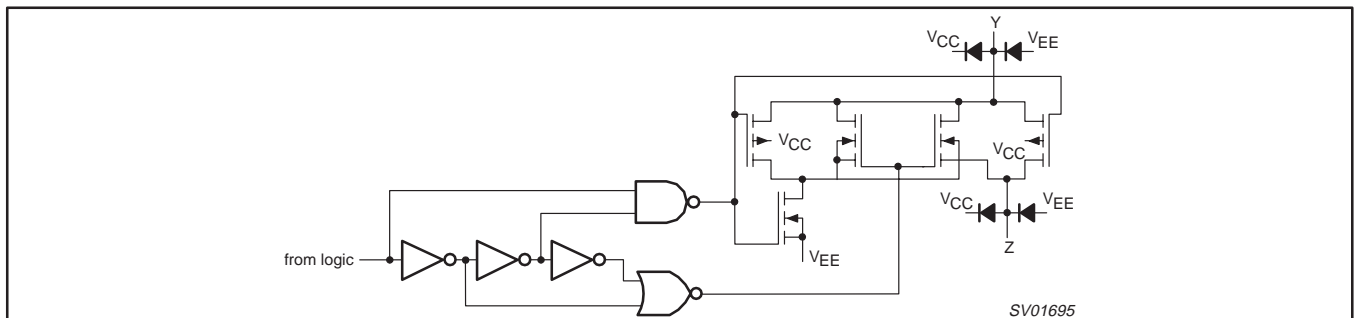 Y
VCC
VEE
VCC
VCC
VCC
VEE
from logic
VEE
Z
SV01695